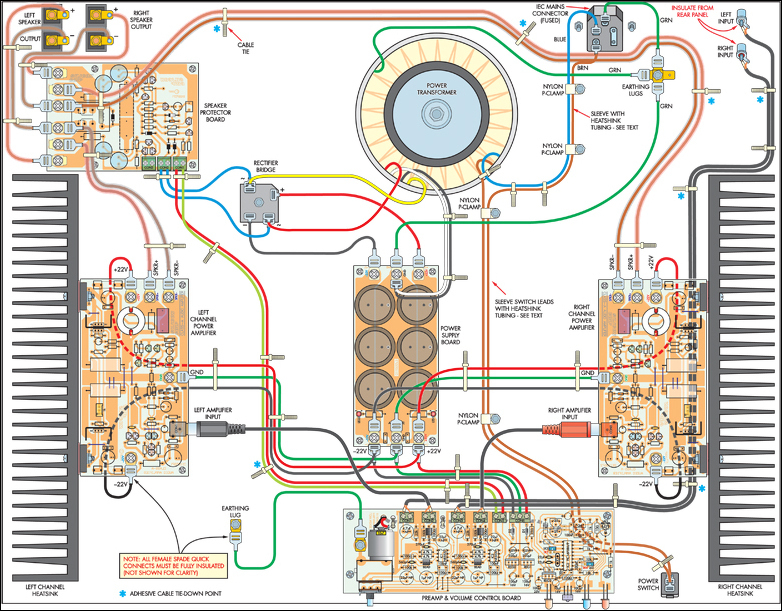 LEFT
SPEAKER
+
–
OUTPUT
+
–
RIGHT
SPEAKER
OUTPUT
CABLE
TIE
IEC MAINS
CONNECTOR
(FUSED)
BLUE
BRN
GRN
GRN
GRN
INSULATE FROM
REAR PANEL
LEFT
INPUT
RIGHT
INPUT
EARTHING
LUGS
POWER
TRANSFORMER
NYLON
P-CLAMP
SLEEVE WITH
HEATSHINK
TUBING - SEE TEXT
NYLON
P-CLAMP
SPEAKER
PROTECTOR
BOARD
RECTIFIER
BRIDGE
~
+
–
~
NYLON
P-CLAMP
+22V
SPKR+
SPKR–
SPKR–
SPKR+
+22V
LEFT
CHANNEL
POWER
AMPLIFIER
POWER
SUPPLY
BOARD
SLEEVE SWITCH LEADS
WITH HEATSHINK
TUBING - SEE TEXT
RIGHT
CHANNEL
POWER
AMPLIFIER
GND
GND
LEFT AMPLIFIER
INPUT
NYLON
P-CLAMP
RIGHT AMPLIFIER
INPUT
–22V
+22V
–22V
–22V
EARTHING
LUG
NOTE: ALL FEMALE SPADE QUICK
CONNECTS MUST BE FULLY INSULATED
(NOT SHOWN FOR CLARITY)
LEFT CHANNEL
HEATSINK
* ADHESIVE CABLE TIE-DOWN POINT
PREAMP & VOLUME CONTROL BOARD
POWER
SWITCH
RIGHT CHANNEL
HEATSINK